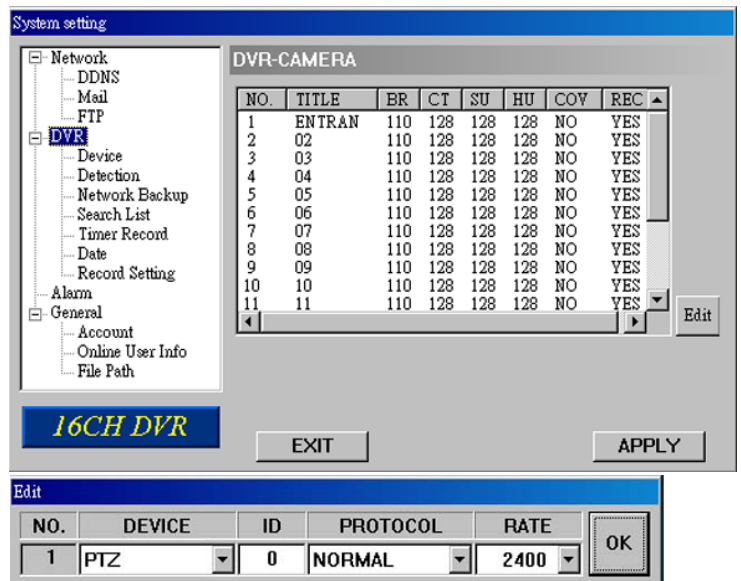 System setting
Network
DDNS
Mail
FTP
DVR
Device
Detection
Network Backup
Search List
Timer Record
Date
Record Setting
Alarm
General
Account
Online User Info
File Path
16CH DVR
DVR-CAMERA
NO. TITLE BR CT SU HU COV REC
1 ENTRAN 110 128 128 128 NO YES
2 02 110 128 128 128 NO YES
3 03 110 128 128 128 NO YES
4 04 110 128 128 128 NO YES
5 05 110 128 128 128 NO YES
6 06 110 128 128 128 NO YES
7 07 110 128 128 128 NO YES
8 08 110 128 128 128 NO YES
9 09 110 128 128 128 NO YES
10 10 110 128 128 128 NO YES
11 11 110 128 128 128 NO YES
Edit
EXIT APPLY
Edit
NO. DEVICE ID PROTOCOL RATE
1 PTZ 0 NORMAL 2400
OK